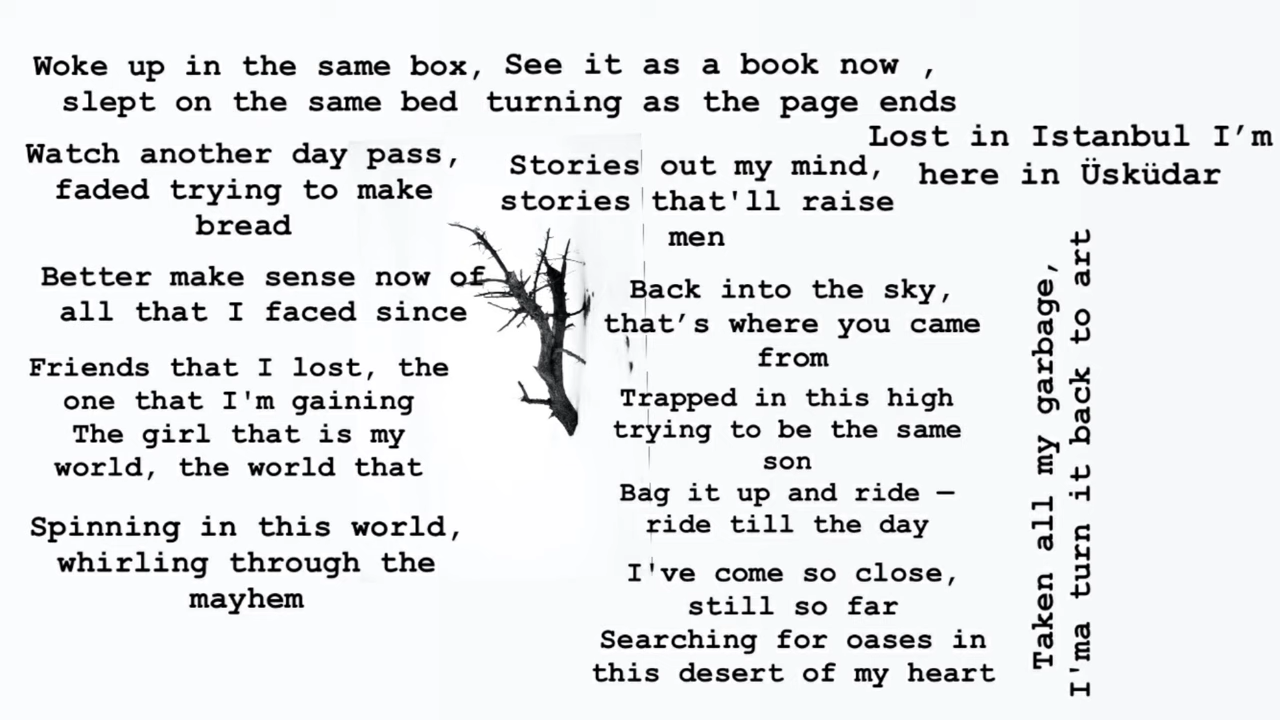 Woke up in the same box,
slept on the same bed
Watch another day pass,
faded trying to make
bread
Better make sense now of
all that I faced since
Friends that I lost, the
one that I'm gaining
The girl that is my
world, the world that
Spinning in this world,
whirling through the
mayhem
See it as a book now ,
turning as the page ends
Stories out my mind,
stories that'll raise
men
Back into the sky,
that’s where you came
from
Trapped in this high
trying to be the same
son
Bag it up and ride —
ride till the day
I've come so close,
still so far
Searching for oases in
this desert of my heart
Lost in Istanbul I’m
here in Üsküdar
Taken all my garbage,
I'ma turn it back to art